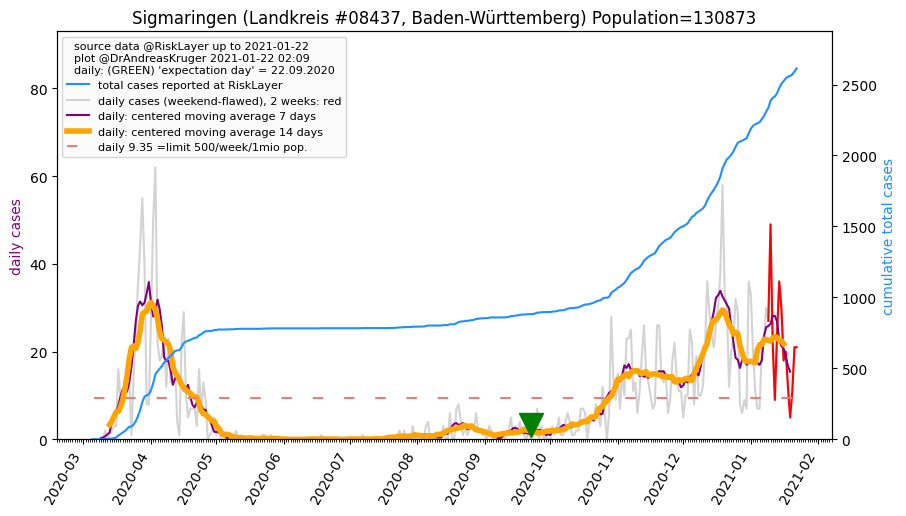 Sigmaringen (Landkreis #08437, Baden-Württemberg) Population=130873
source data @RiskLayer up to 2021-01-22
plot @DrAndreasKruger 2021-01-22 02:09
daily: (GREEN) 'expectation day' = 22.09.2020
total cases reported at RiskLayer
daily cases (weekend-flawed), 2 weeks: red
daily: centered moving average 7 days
daily: centered moving average 14 days
daily 9.35 =limit 500/week/1mio pop.
daily cases
80
60
40
20
0
cumulative total cases
2500
2000
1500
1000
500
0
2020-03
2020-04
2020-05
2020-06
2020-07
2020-08
2020-09
2020-10
2020-11
2020-12
2021-01
2021-02